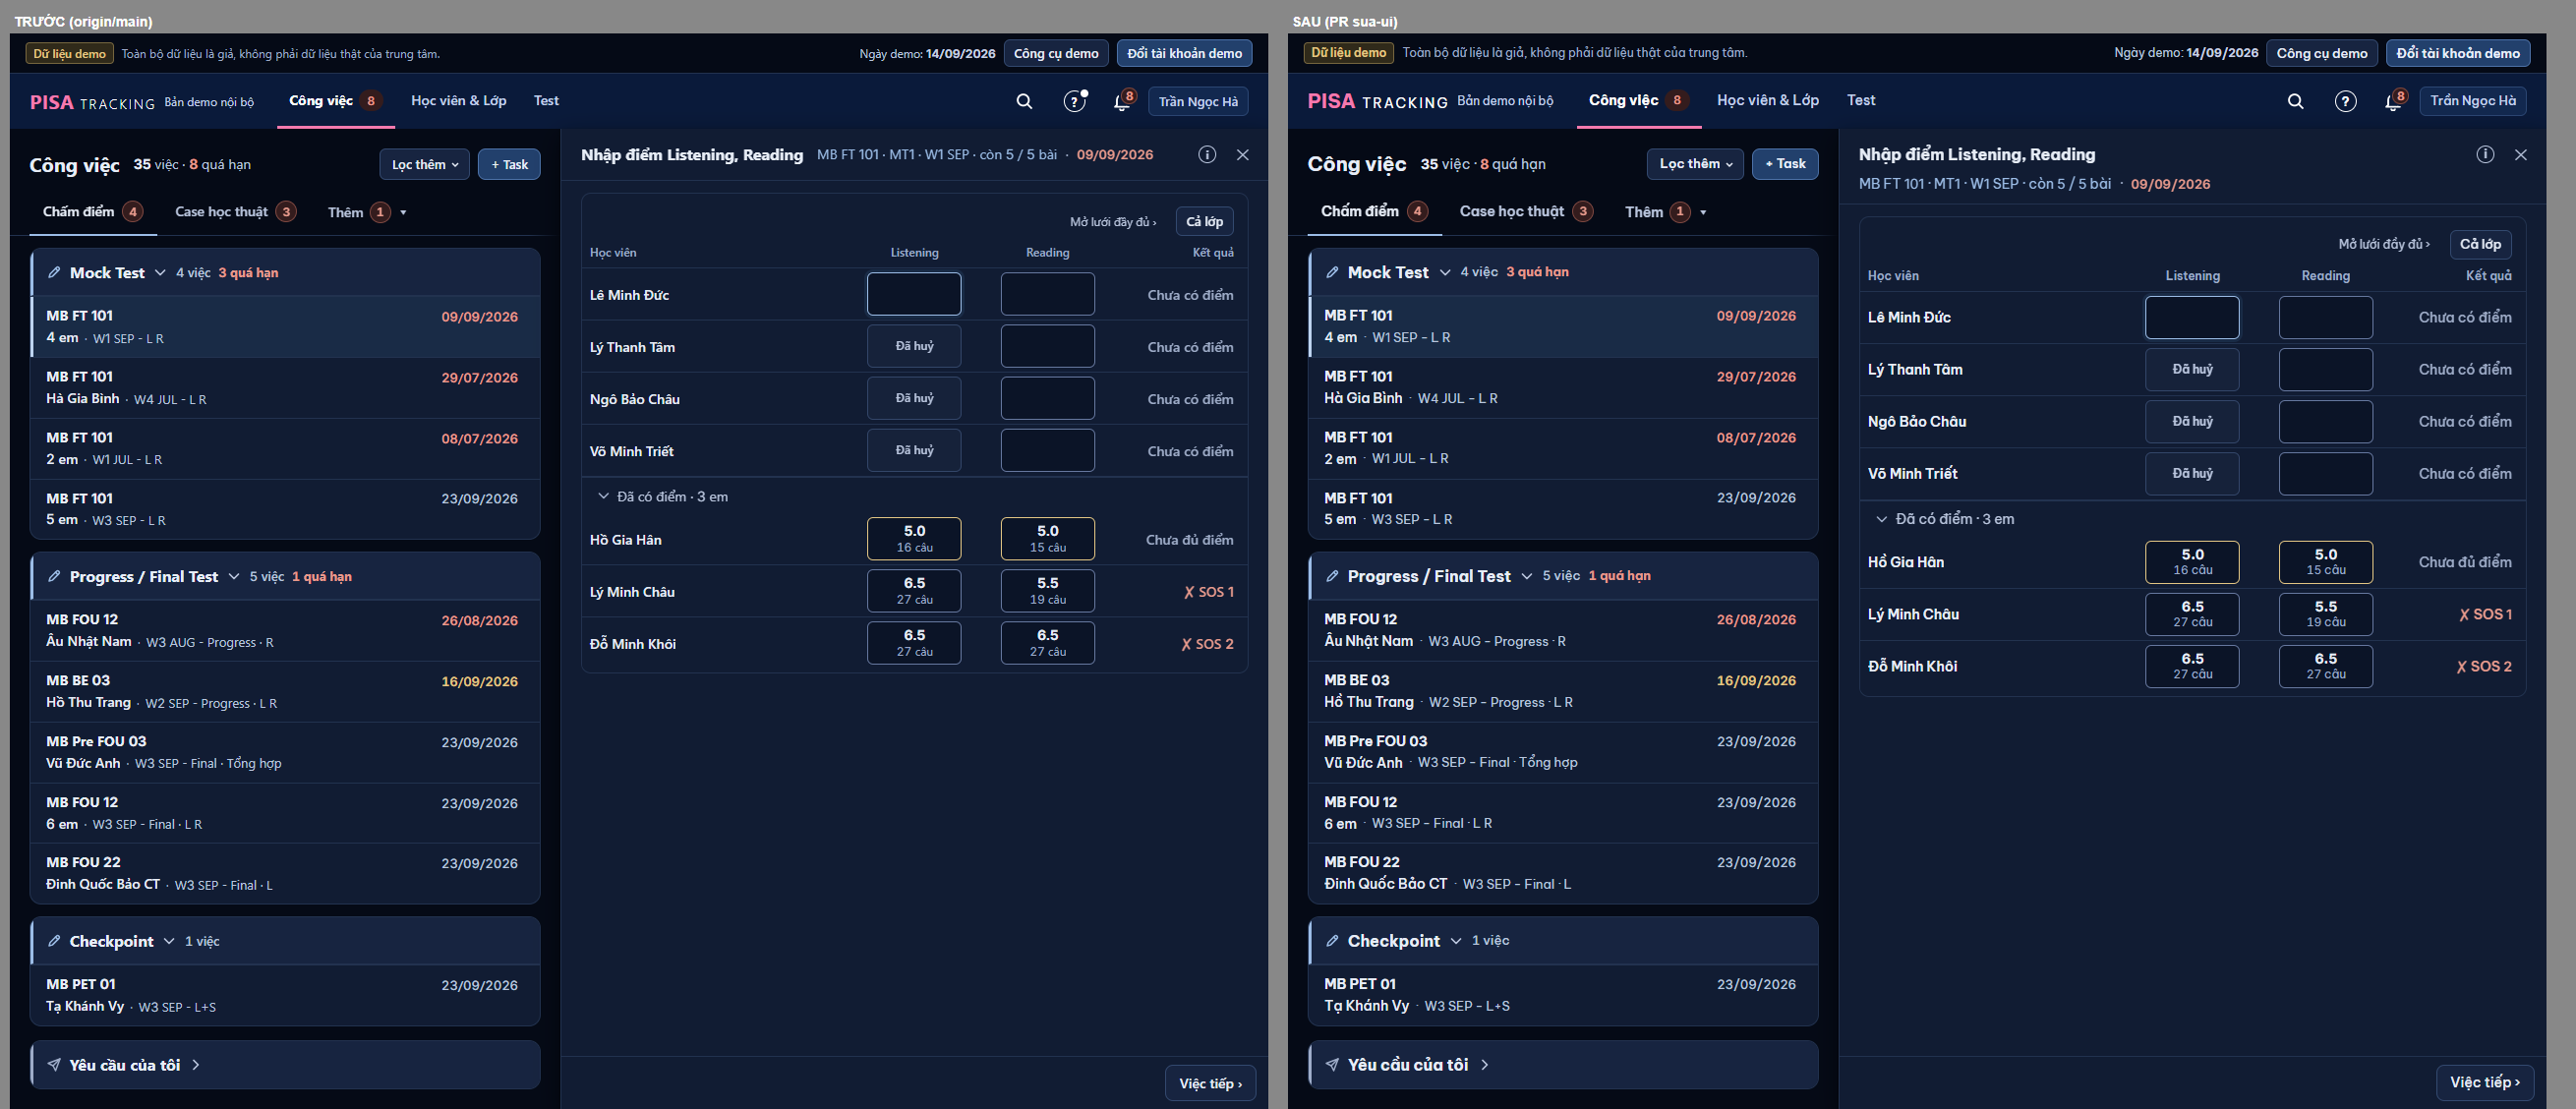 TRƯỚC (origin/main)
Dữ liệu demo Toàn bộ dữ liệu là giả, không phải dữ liệu thật của trung tâm. Ngày demo: 14/09/2026 Công cụ demo Đổi tài khoản demo
PISA TRACKING Bản demo nội bộ Công việc 8 Học viên & Lớp Test ? 8 Trần Ngọc Hà
Công việc 35 việc · 8 quá hạn Lọc thêm + Task
Chấm điểm 4 Case học thuật 3 Thêm 1
Mock Test 4 việc 3 quá hạn
MB FT 101 09/09/2026
4 em · W1 SEP - L R
MB FT 101 29/07/2026
Hà Gia Bình · W4 JUL - L R
MB FT 101 08/07/2026
2 em · W1 JUL - L R
MB FT 101 23/09/2026
5 em · W3 SEP - L R
Progress / Final Test 5 việc 1 quá hạn
MB FOU 12 26/08/2026
Âu Nhật Nam · W3 AUG - Progress · R
MB BE 03 16/09/2026
Hồ Thu Trang · W2 SEP - Progress · L R
MB Pre FOU 03 23/09/2026
Vũ Đức Anh · W3 SEP - Final · Tổng hợp
MB FOU 12 23/09/2026
6 em · W3 SEP - Final · L R
MB FOU 22 23/09/2026
Đinh Quốc Bảo CT · W3 SEP - Final · L
Checkpoint 1 việc
MB PET 01 23/09/2026
Tạ Khánh Vy · W3 SEP - L+S
Yêu cầu của tôi
Nhập điểm Listening, Reading MB FT 101 · MT1 · W1 SEP · còn 5 / 5 bài · 09/09/2026
Mở lưới đầy đủ › Cả lớp
Học viên Listening Reading Kết quả
Lê Minh Đức Chưa có điểm
Lý Thanh Tâm Đã huỷ Chưa có điểm
Ngô Bảo Châu Đã huỷ Chưa có điểm
Võ Minh Triết Đã huỷ Chưa có điểm
Đã có điểm · 3 em
Hồ Gia Hân 5.0 16 câu 5.0 15 câu Chưa đủ điểm
Lý Minh Châu 6.5 27 câu 5.5 19 câu ✗ SOS 1
Đỗ Minh Khôi 6.5 27 câu 6.5 27 câu ✗ SOS 2
Việc tiếp ›
SAU (PR sua-ui)
Dữ liệu demo Toàn bộ dữ liệu là giả, không phải dữ liệu thật của trung tâm. Ngày demo: 14/09/2026 Công cụ demo Đổi tài khoản demo
PISA TRACKING Bản demo nội bộ Công việc 8 Học viên & Lớp Test ? 8 Trần Ngọc Hà
Công việc 35 việc · 8 quá hạn Lọc thêm + Task
Chấm điểm 4 Case học thuật 3 Thêm 1
Mock Test 4 việc 3 quá hạn
MB FT 101 09/09/2026
4 em · W1 SEP - L R
MB FT 101 29/07/2026
Hà Gia Bình · W4 JUL - L R
MB FT 101 08/07/2026
2 em · W1 JUL - L R
MB FT 101 23/09/2026
5 em · W3 SEP - L R
Progress / Final Test 5 việc 1 quá hạn
MB FOU 12 26/08/2026
Âu Nhật Nam · W3 AUG - Progress · R
MB BE 03 16/09/2026
Hồ Thu Trang · W2 SEP - Progress · L R
MB Pre FOU 03 23/09/2026
Vũ Đức Anh · W3 SEP - Final · Tổng hợp
MB FOU 12 23/09/2026
6 em · W3 SEP - Final · L R
MB FOU 22 23/09/2026
Đinh Quốc Bảo CT · W3 SEP - Final · L
Checkpoint 1 việc
MB PET 01 23/09/2026
Tạ Khánh Vy · W3 SEP - L+S
Yêu cầu của tôi
Nhập điểm Listening, Reading
MB FT 101 · MT1 · W1 SEP · còn 5 / 5 bài · 09/09/2026
Mở lưới đầy đủ › Cả lớp
Học viên Listening Reading Kết quả
Lê Minh Đức Chưa có điểm
Lý Thanh Tâm Đã huỷ Chưa có điểm
Ngô Bảo Châu Đã huỷ Chưa có điểm
Võ Minh Triết Đã huỷ Chưa có điểm
Đã có điểm · 3 em
Hồ Gia Hân 5.0 16 câu 5.0 15 câu Chưa đủ điểm
Lý Minh Châu 6.5 27 câu 5.5 19 câu ✗ SOS 1
Đỗ Minh Khôi 6.5 27 câu 6.5 27 câu ✗ SOS 2
Việc tiếp ›